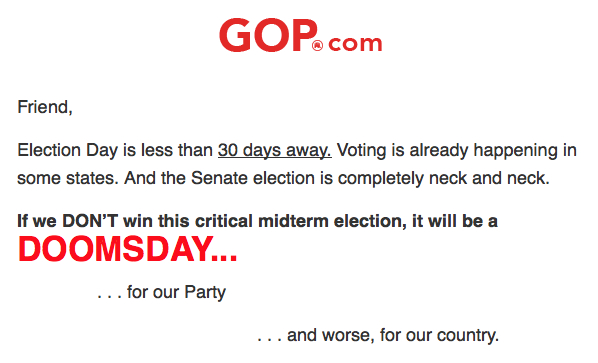 GOP.com
Friend,
Election Day is less than 30 days away. Voting is already happening in
some states. And the Senate election is completely neck and neck.
If we DON’T win this critical midterm election, it will be a
DOOMSDAY...
. . . for our Party
. . . and worse, for our country.